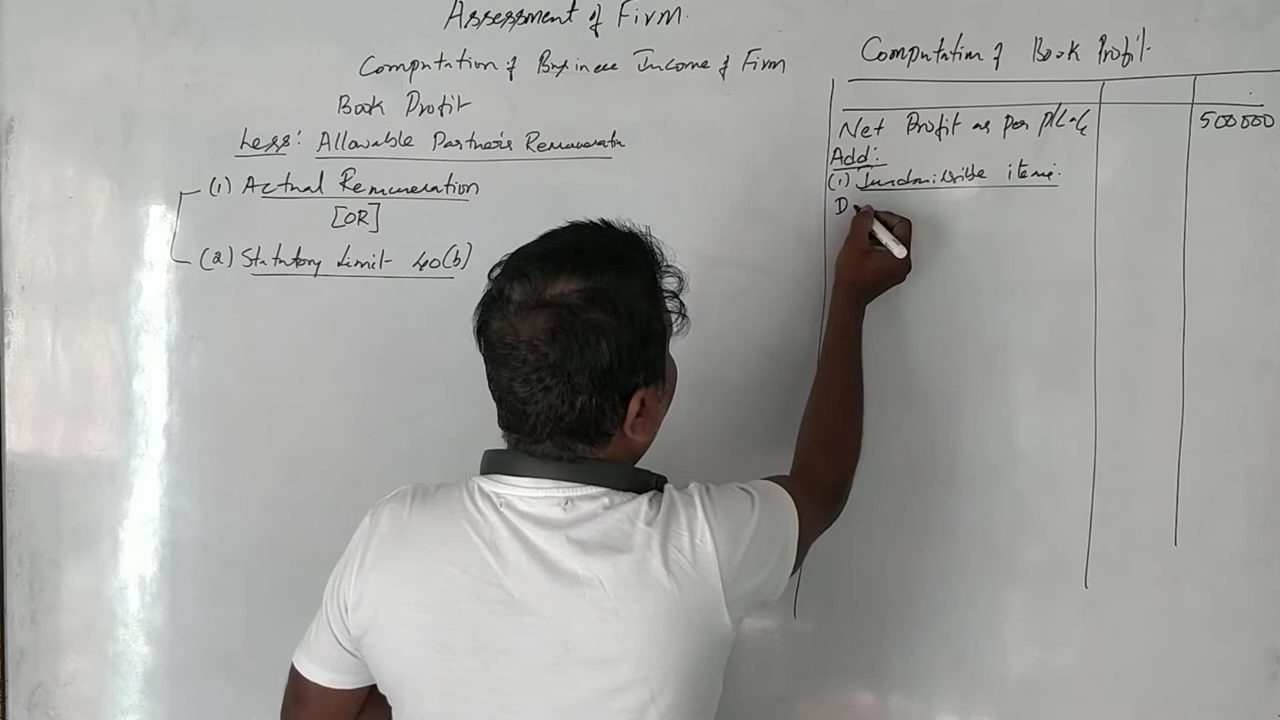 Assessment of Firm.
Computation of Business Income of Firm
Book Profit
Less: Allowable Partner's Remuneratn
(1) Actual Remuneration
[OR]
(2) Statutory Limit 40(b)
Computation of Book Profit
Net Profit as per P/L a/c 500000
Add:
(1) Inadmissible items.
D